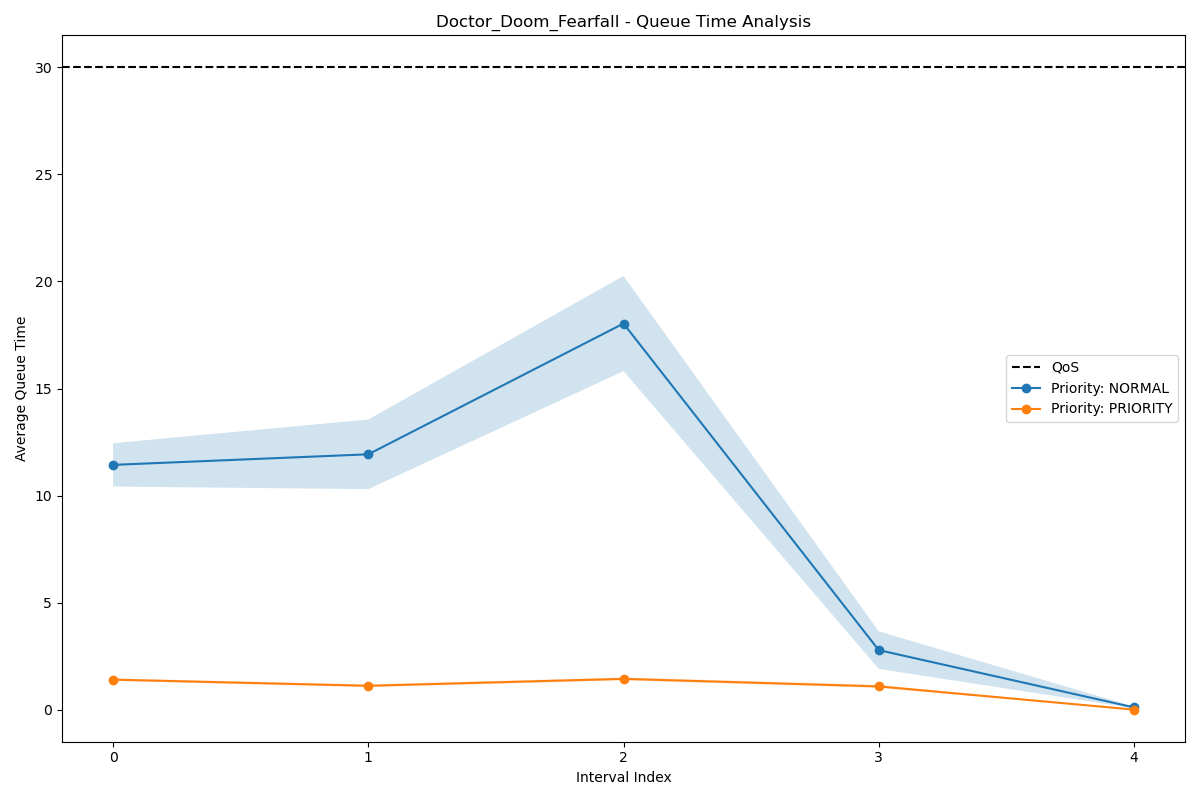 Doctor_Doom_Fearfall - Queue Time Analysis
Average Queue Time
30
25
20
15
10
5
0
QoS
Priority: NORMAL
Priority: PRIORITY
0 1 2 3 4
Interval Index